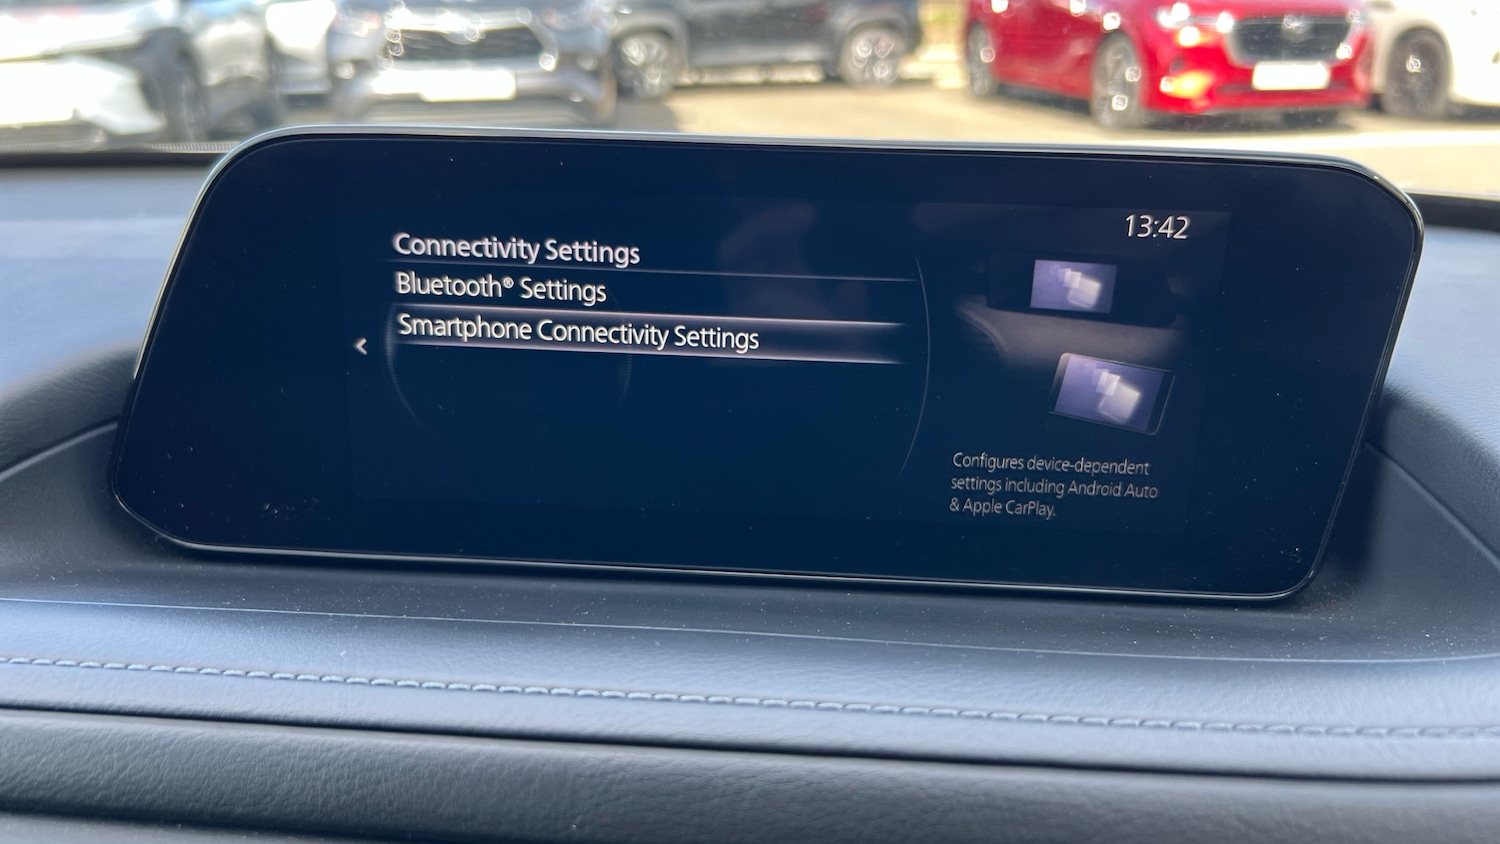 13:42
Connectivity Settings
Bluetooth® Settings
Smartphone Connectivity Settings
Configures device-dependent
settings including Android Auto
& Apple CarPlay.